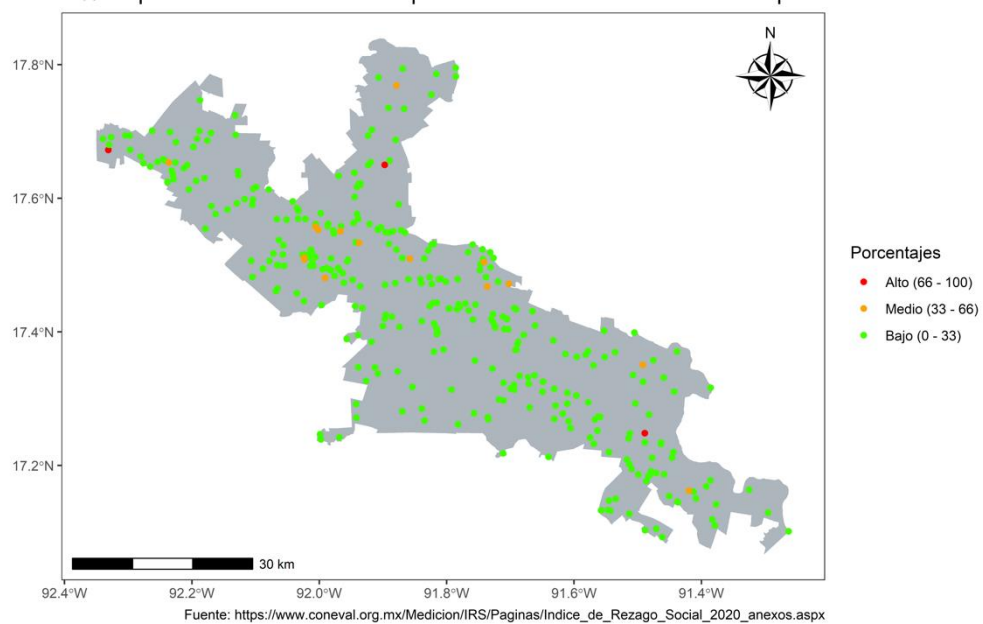 N
17.8°N
17.6°N
17.4°N
17.2°N
Porcentajes
Alto (66 - 100)
Medio (33 - 66)
Bajo (0 - 33)
30 km
92.4°W 92.2°W 92.0°W 91.8°W 91.6°W 91.4°W
Fuente: https://www.coneval.org.mx/Medicion/IRS/Paginas/Indice_de_Rezago_Social_2020_anexos.aspx